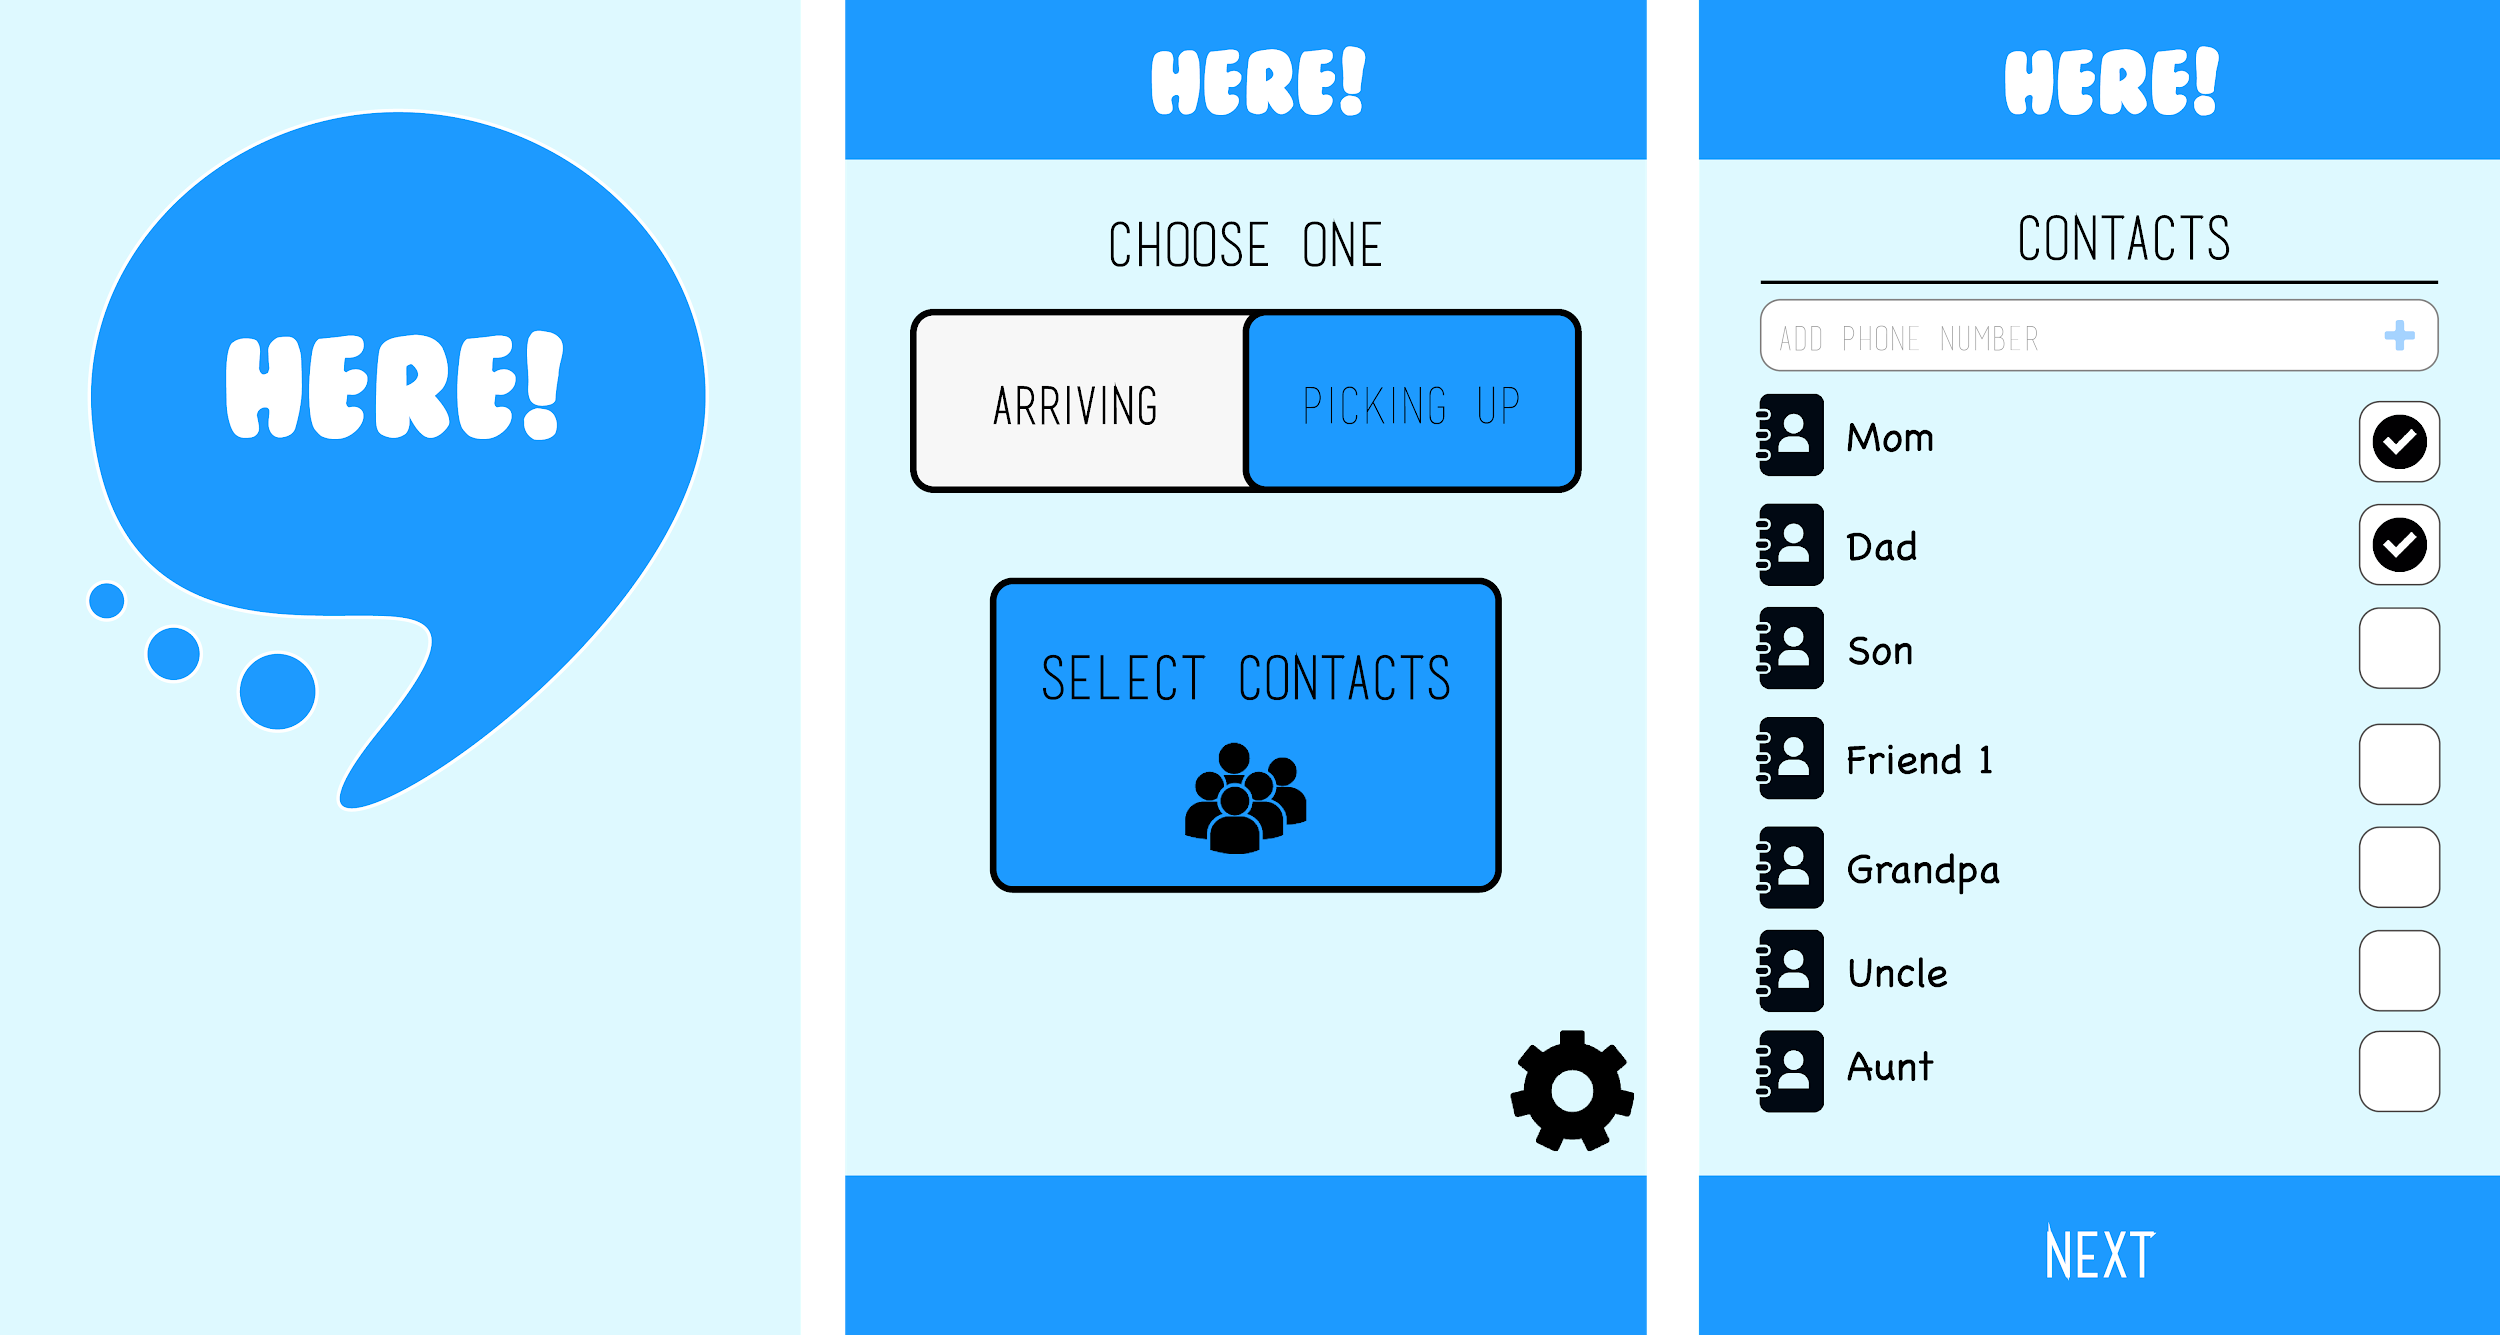 HERE!
HERE!
CHOOSE ONE
ARRIVING
PICKING UP
SELECT CONTACTS
HERE!
CONTACTS
ADD PHONE NUMBER
Mom
Dad
Son
Friend 1
Grandpa
Uncle
Aunt
NEXT